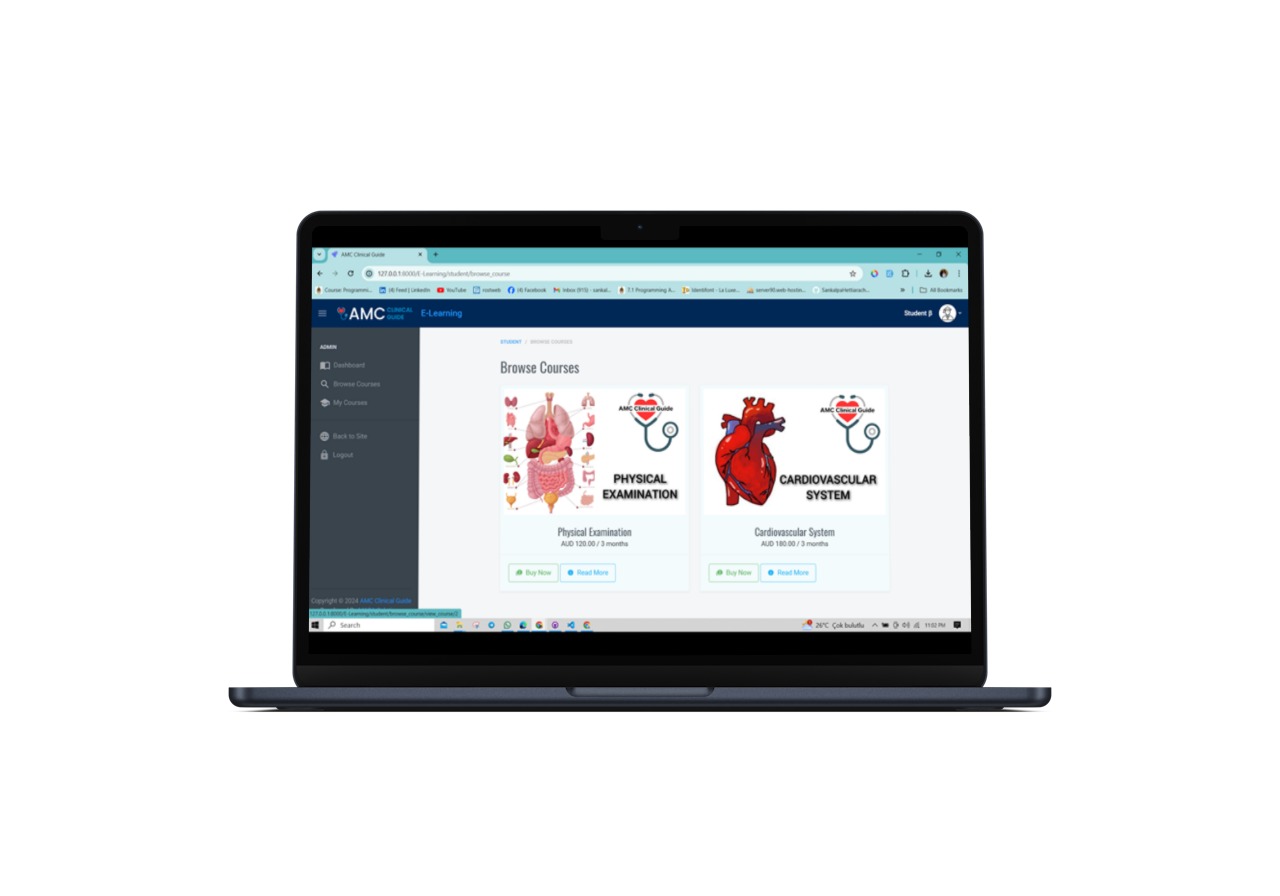 AMC Clinical Guide
127.0.0.1:8000/E-Learning/student/browse_course
Course Programmi... (4) Feed | LinkedIn YouTube rostweb (4) Facebook Inbox (915) - sankal... 7.1 Programming A... Identifont - La Luxe... server90.web-hostin... All Bookmarks
AMC CLINICAL GUIDE E-Learning Student β
ADMIN
Dashboard
Browse Courses
My Courses
Back to Site
Logout
STUDENT / BROWSE COURSES
Browse Courses
AMC Clinical Guide
PHYSICAL
EXAMINATION
Physical Examination
AUD 120.00 / 3 months
Buy Now Read More
AMC Clinical Guide
CARDIOVASCULAR
SYSTEM
Cardiovascular System
AUD 180.00 / 3 months
Buy Now Read More
Copyright © 2024 AMC Clinical Guide
127.0.0.1:8000/E-Learning/student/browse_course/view_course/2
Search 26°C Çok bulutlu 11:02 PM